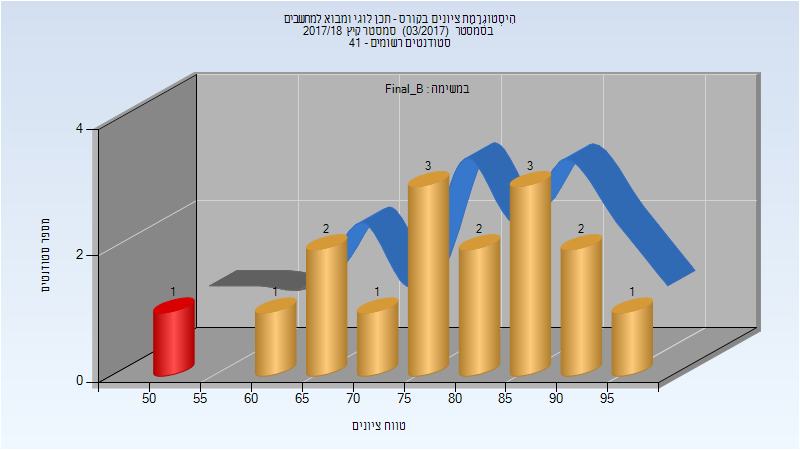 הִיסְטוֹגְרָמַת ציונים בקורס - תכן לוגי ומבוא למחשבים
בסמסטר (03/2017) סמסטר קיץ 2017/18
סטודנטים רשומים - 41
במשימה : Final_B
מספר סטודנטים
4
2
0
1
1
2
1
3
2
3
2
1
50 55 60 65 70 75 80 85 90 95
טווח ציונים